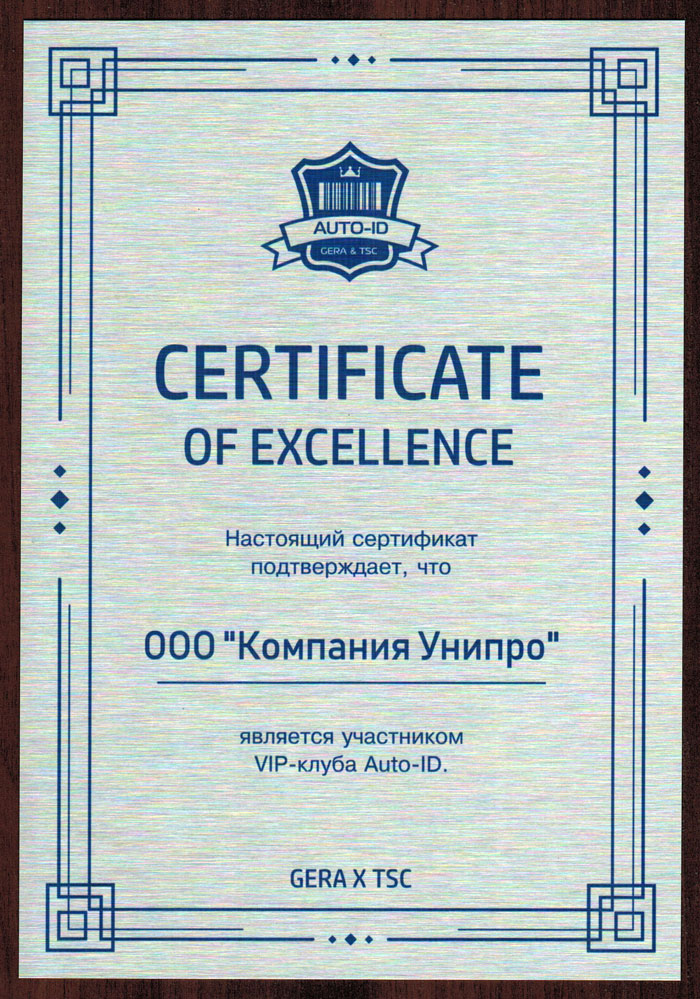 AUTO-ID
GERA & TSC
CERTIFICATE
OF EXCELLENCE
Настоящий сертификат
подтверждает, что
ООО "Компания Унипро"
является участником
VIP-клуба Auto-ID.
GERA X TSC